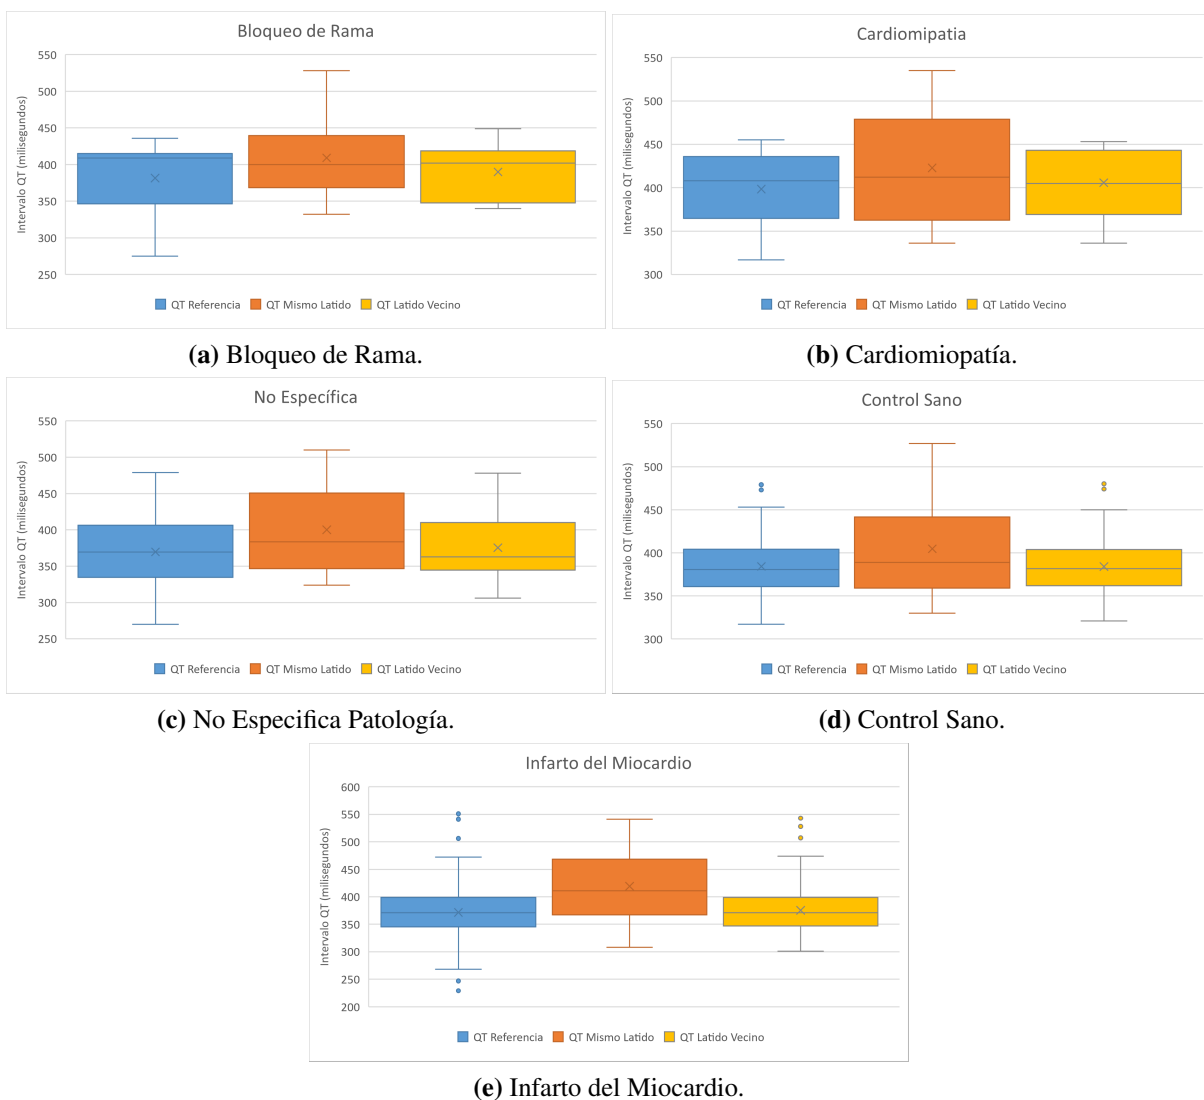 Bloqueo de Rama
Intervalo QT (milisegundos)
550
500
450
400
350
300
250
QT Referencia QT Mismo Latido QT Latido Vecino
(a) Bloqueo de Rama.
Cardiomipatia
Intervalo QT (milisegundos)
550
500
450
400
350
300
QT Referencia QT Mismo Latido QT Latido Vecino
(b) Cardiomiopatía.
No Específica
Intervalo QT (milisegundos)
550
500
450
400
350
300
250
QT Referencia QT Mismo Latido QT Latido Vecino
(c) No Especifica Patología.
Control Sano
Intervalo QT (milisegundos)
550
500
450
400
350
300
QT Referencia QT Mismo Latido QT Latido Vecino
(d) Control Sano.
Infarto del Miocardio
Intervalo QT (milisegundos)
600
550
500
450
400
350
300
250
200
QT Referencia QT Mismo Latido QT Latido Vecino
(e) Infarto del Miocardio.